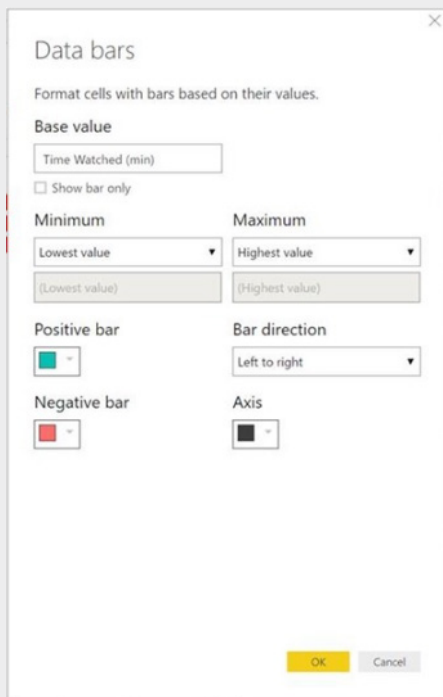 Data bars
Format cells with bars based on their values.
Base value
Time Watched (min)
Show bar only
Minimum Maximum
Lowest value Highest value
(Lowest value) (Highest value)
Positive bar Bar direction
Left to right
Negative bar Axis
OK Cancel